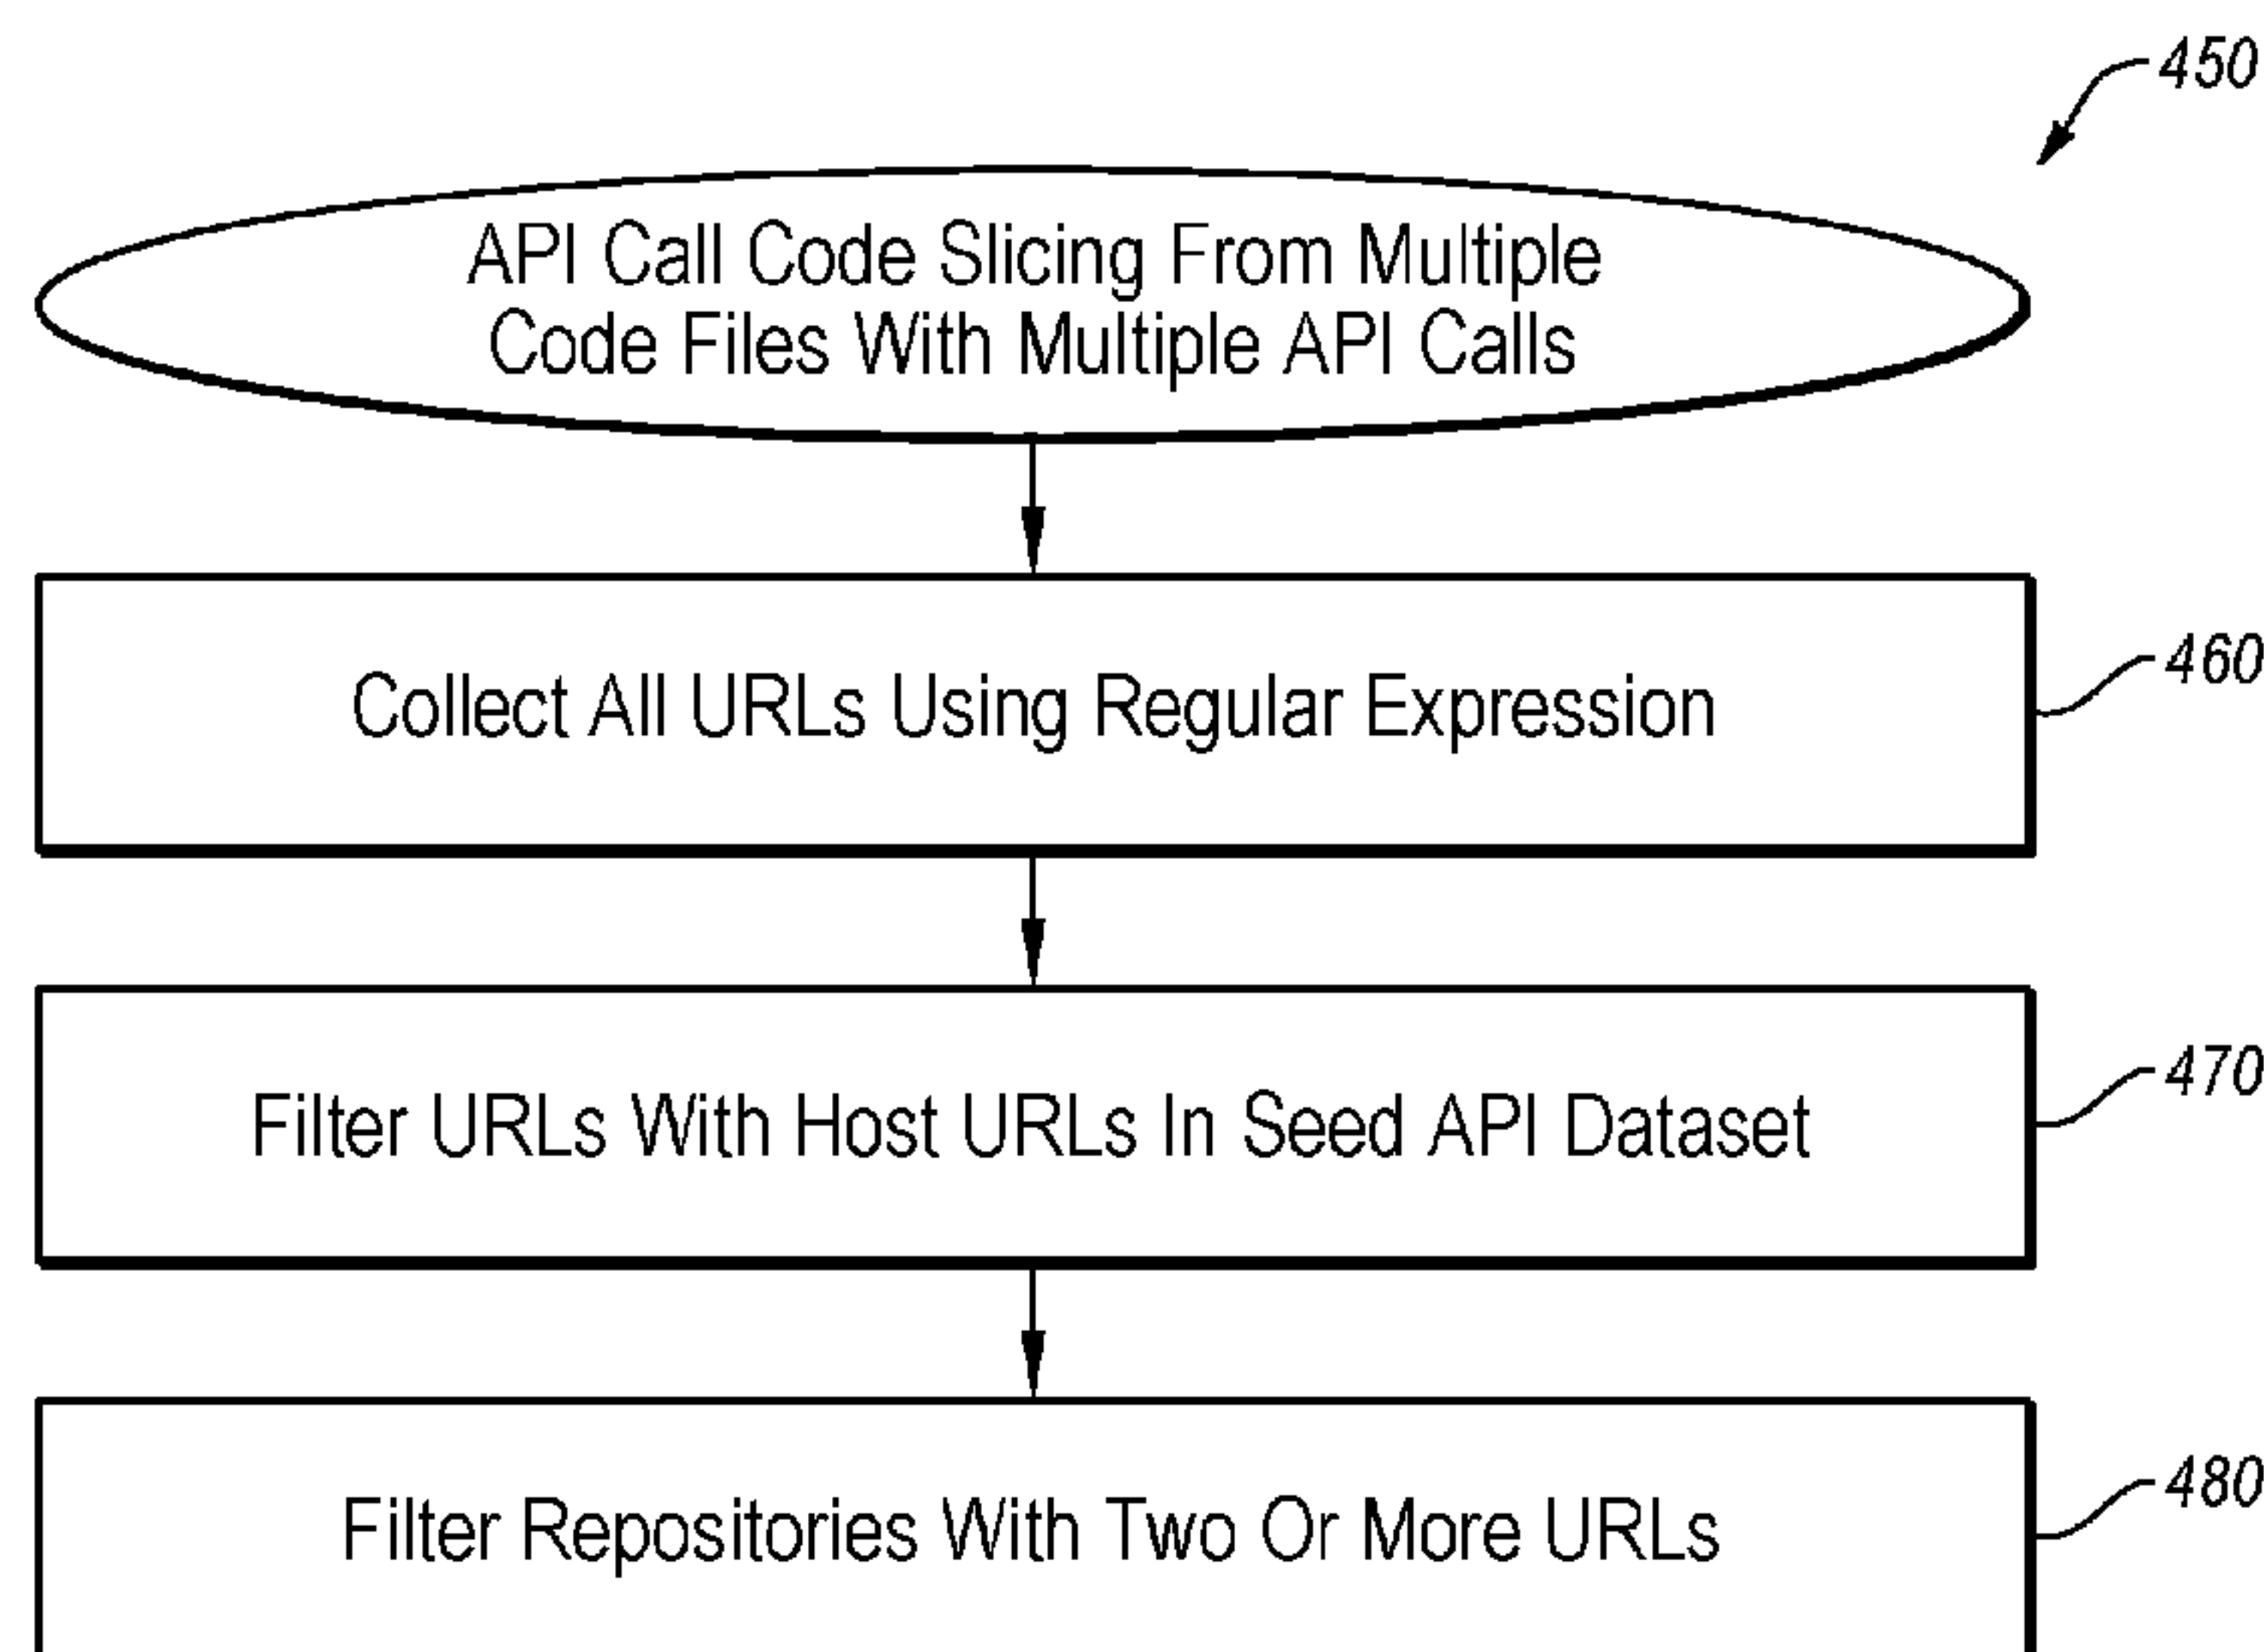 450
API Call Code Slicing From Multiple
Code Files With Multiple API Calls
Collect All URLs Using Regular Expression
460
Filter URLs With Host URLs In Seed API Dataset
470
Filter Repositories With Two Or More URLs
480